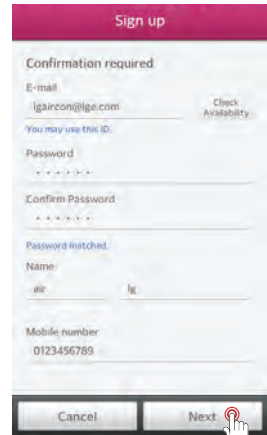 Sign up
Confirmation required
E-mail
lgaircon@lge.com
Check
Availability
You may use this ID.
Password
······
Confirm Password
······
Password matched.
Name
air lg
Mobile number
0123456789
Cancel Next